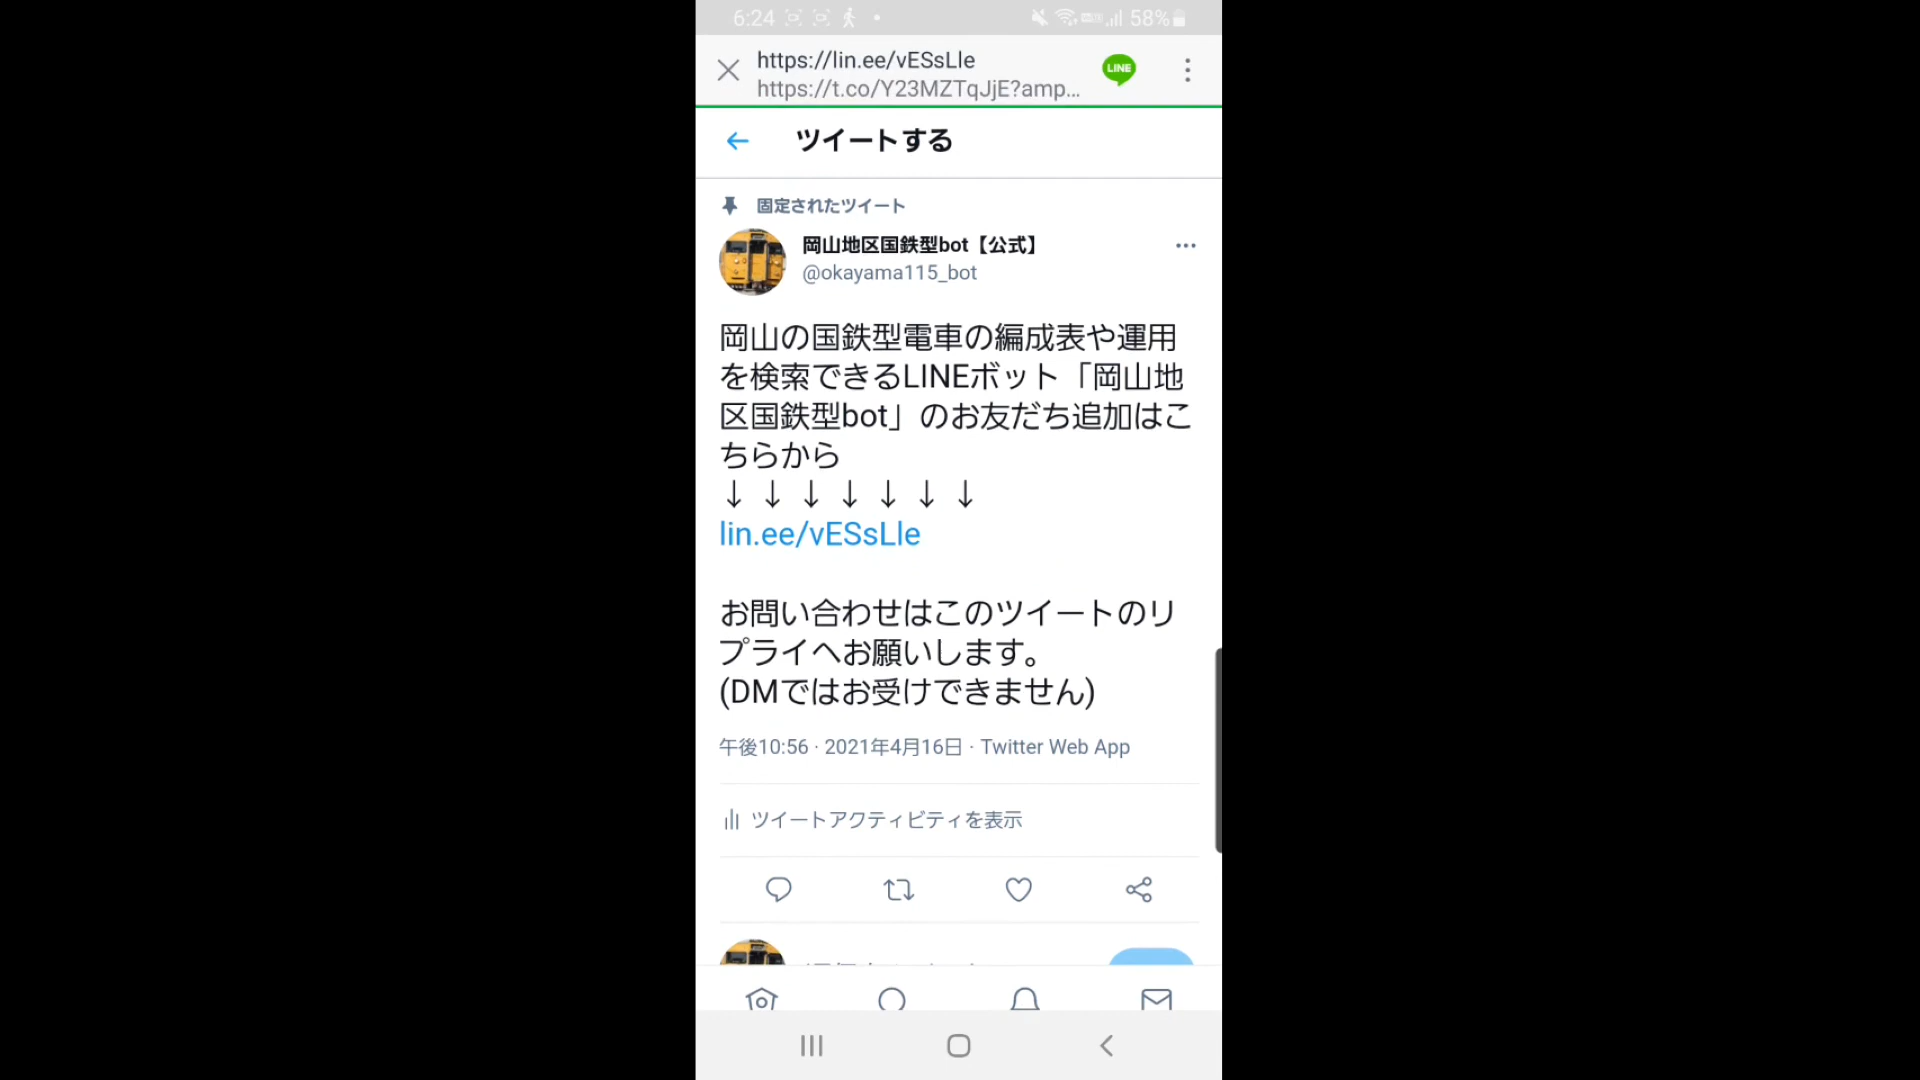 6:24
58%
https://lin.ee/vESsLle
LINE
https://t.co/Y23MZTqJjE?amp...
ツイートする
固定されたツイート
岡山地区国鉄型bot【公式】
@okayama115_bot
岡山の国鉄型電車の編成表や運用
を検索できるLINEボット「岡山地
区国鉄型bot」のお友だち追加はこ
ちらから
↓ ↓ ↓ ↓ ↓ ↓ ↓
lin.ee/vESsLle
お問い合わせはこのツイートのリ
プライへお願いします。
(DMではお受けできません)
午後10:56 · 2021年4月16日 · Twitter Web App
ツイートアクティビティを表示